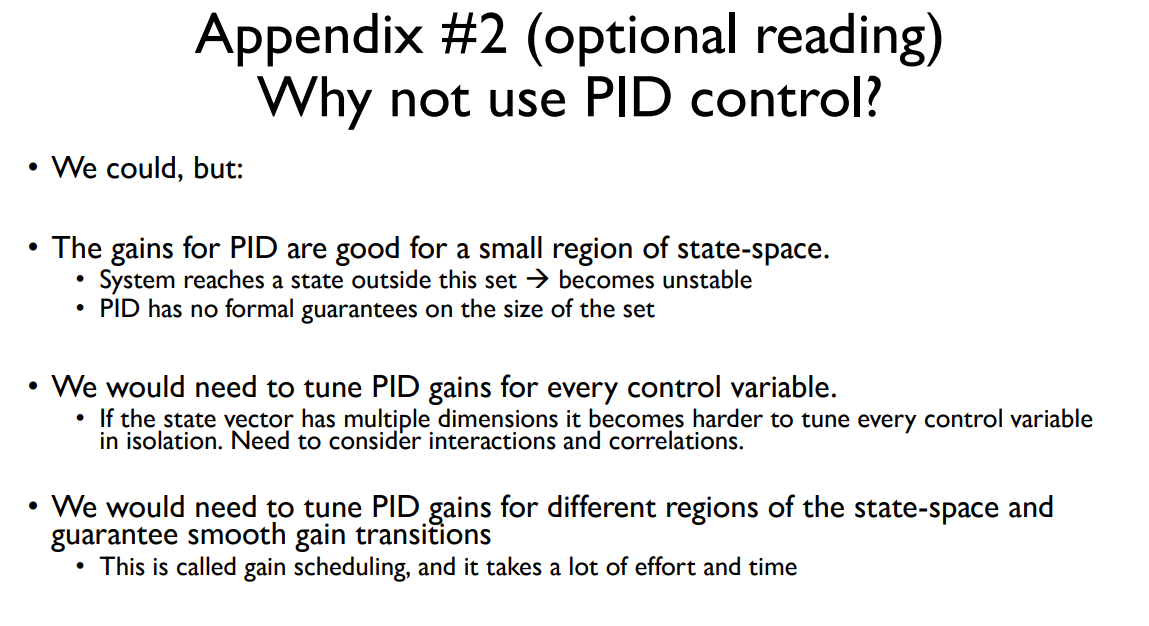 Appendix #2 (optional reading)
Why not use PID control?
• We could, but:
• The gains for PID are good for a small region of state-space.
• System reaches a state outside this set → becomes unstable
• PID has no formal guarantees on the size of the set
• We would need to tune PID gains for every control variable.
• If the state vector has multiple dimensions it becomes harder to tune every control variable
in isolation. Need to consider interactions and correlations.
• We would need to tune PID gains for different regions of the state-space and
guarantee smooth gain transitions
• This is called gain scheduling, and it takes a lot of effort and time